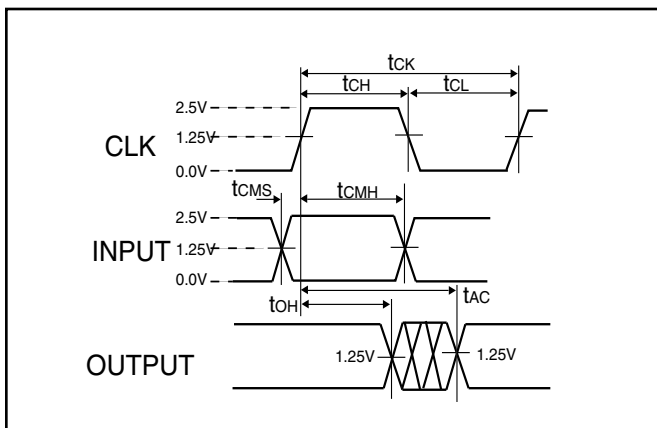 tCK
tCH tCL
2.5V
CLK 1.25V
0.0V
tCMS tCMH
2.5V
INPUT 1.25V
0.0V
tOH tAC
OUTPUT 1.25V 1.25V